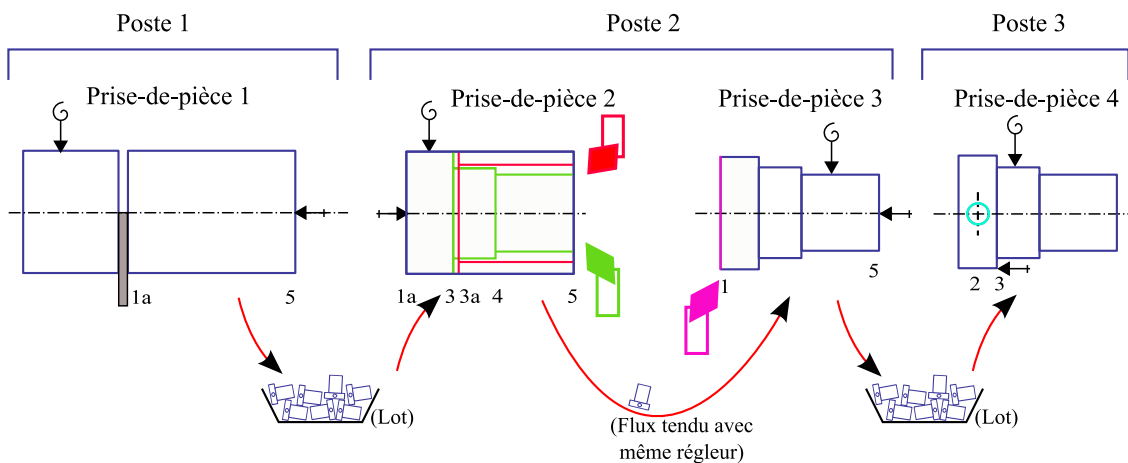 Poste 1
Poste 2
Poste 3
Prise-de-pièce 1
Prise-de-pièce 2
Prise-de-pièce 3
Prise-de-pièce 4
1a
5
1a
3
3a
4
5
1
5
2
3
(Lot)
(Flux tendu avec
même régleur)
(Lot)